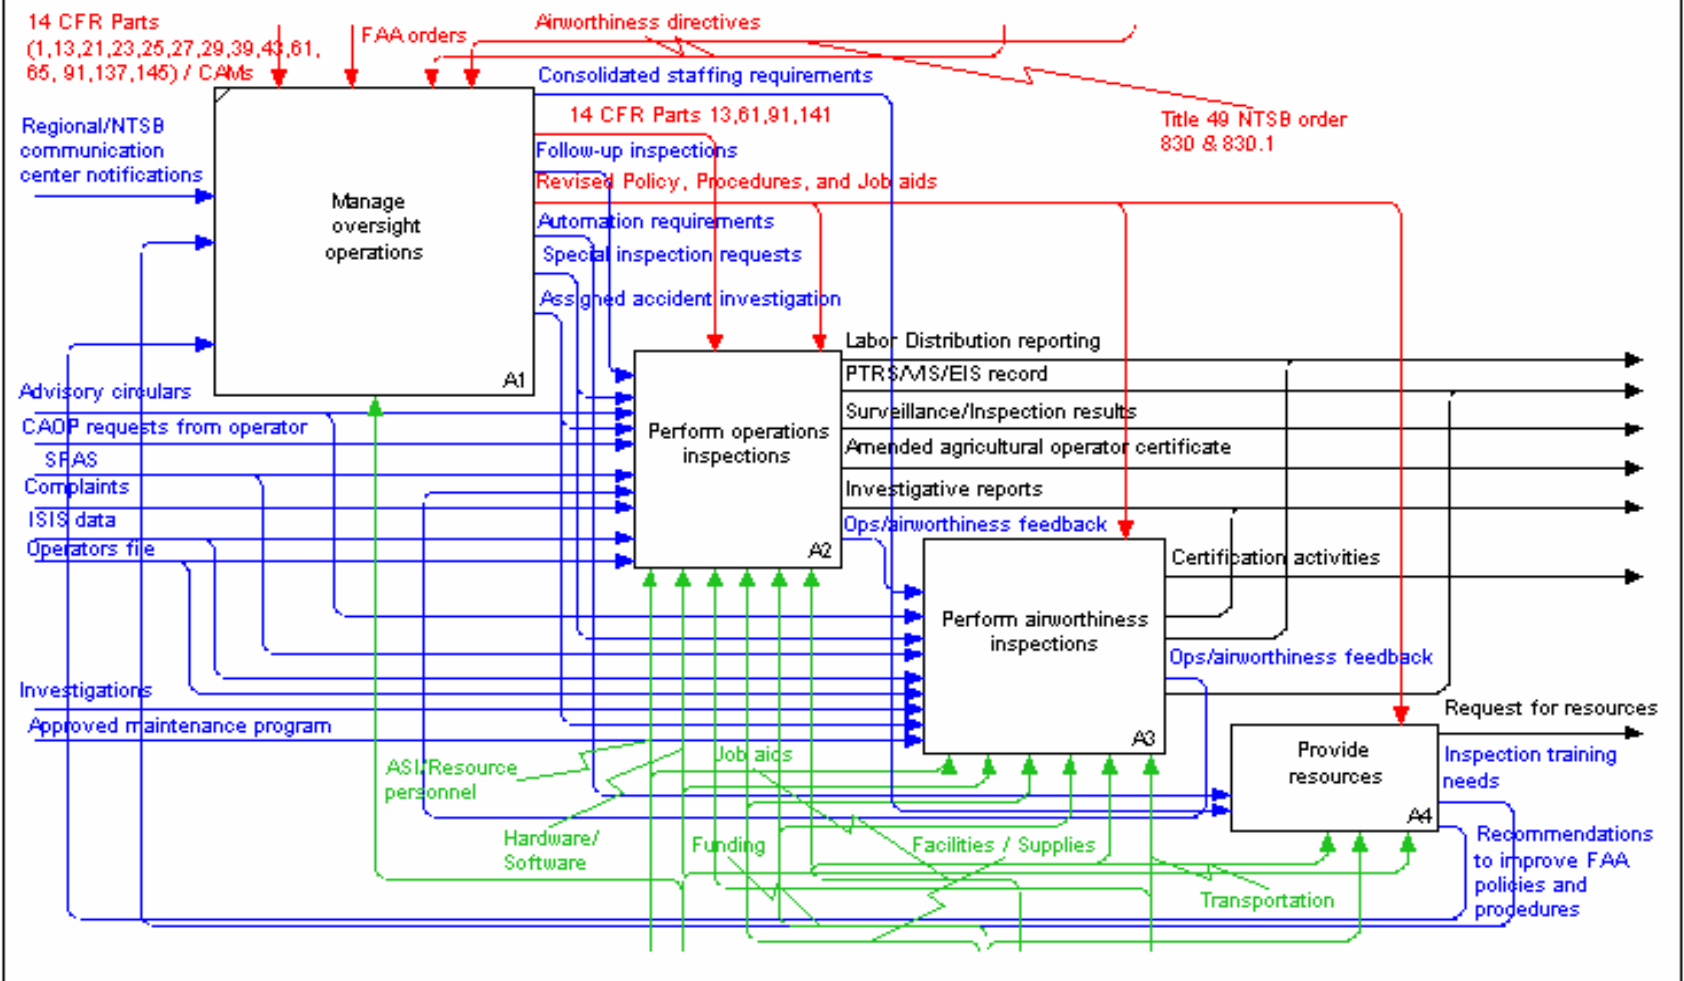 14 CFR Parts
(1,13,21,23,25,27,29,39,43,61,
65, 91,137,145) / CAMs
FAA orders
Airworthiness directives
Consolidated staffing requirements
14 CFR Parts 13,61,91,141
Title 49 NTSB order
830 & 830.1
Regional/NTSB
communication
center notifications
Follow-up inspections
Revised Policy, Procedures, and Job aids
Manage
oversight
operations
A1
Automation requirements
Special inspection requests
Assigned accident investigation
Advisory circulars
CAOP requests from operator
SPAS
Complaints
ISIS data
Operators file
Perform operations
inspections
A2
Labor Distribution reporting
PTRS/VIS/EIS record
Surveillance/Inspection results
Amended agricultural operator certificate
Investigative reports
Ops/airworthiness feedback
Certification activities
Perform airworthiness
inspections
A3
Ops/airworthiness feedback
Investigations
Approved maintenance program
Request for resources
Provide
resources
A4
Inspection training
needs
Recommendations
to improve FAA
policies and
procedures
ASI/Resource
personnel
Job aids
Hardware/
Software
Funding
Facilities / Supplies
Transportation